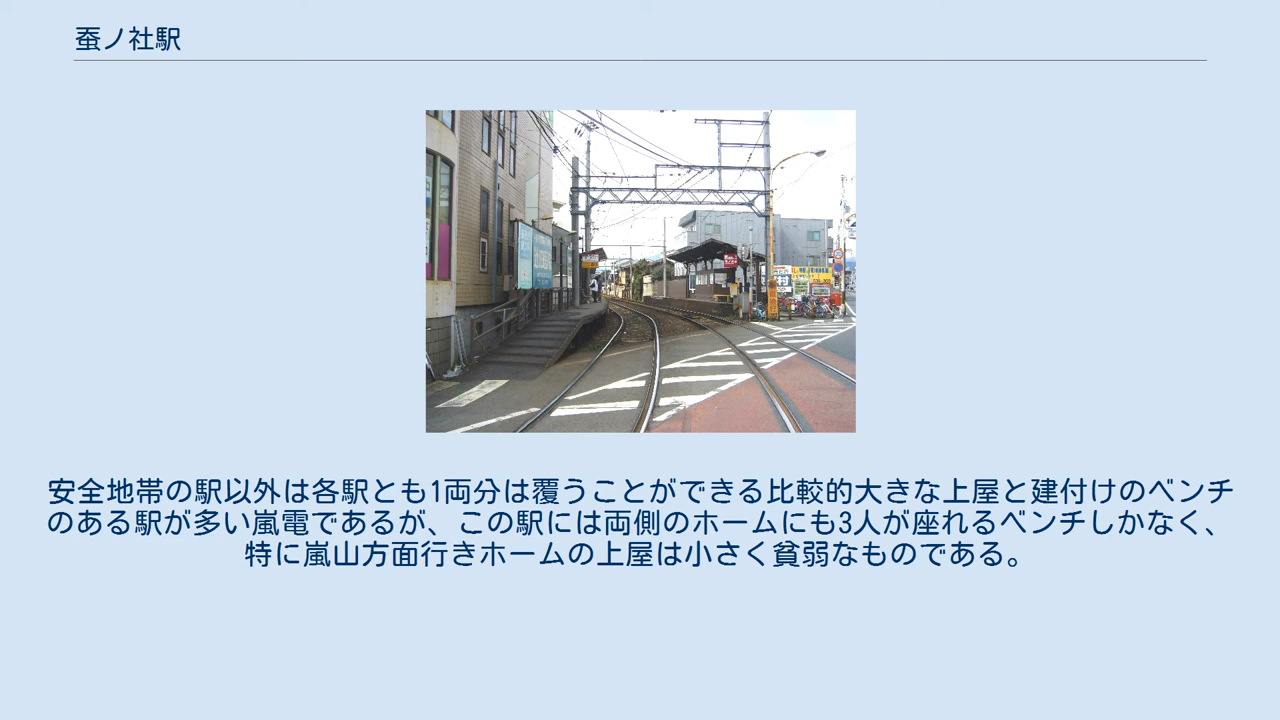 蚕ノ社駅
安全地帯の駅以外は各駅とも1両分は覆うことができる比較的大きな上屋と建付けのベンチ
のある駅が多い嵐電であるが、この駅には両側のホームにも3人が座れるベンチしかなく、
特に嵐山方面行きホームの上屋は小さく貧弱なものである。